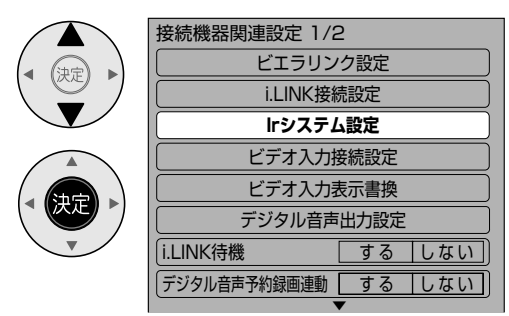 決定
決定
接続機器関連設定 1/2
ビエラリンク設定
i.LINK接続設定
Irシステム設定
ビデオ入力接続設定
ビデオ入力表示書換
デジタル音声出力設定
i.LINK待機 する しない
デジタル音声予約録画連動 する しない